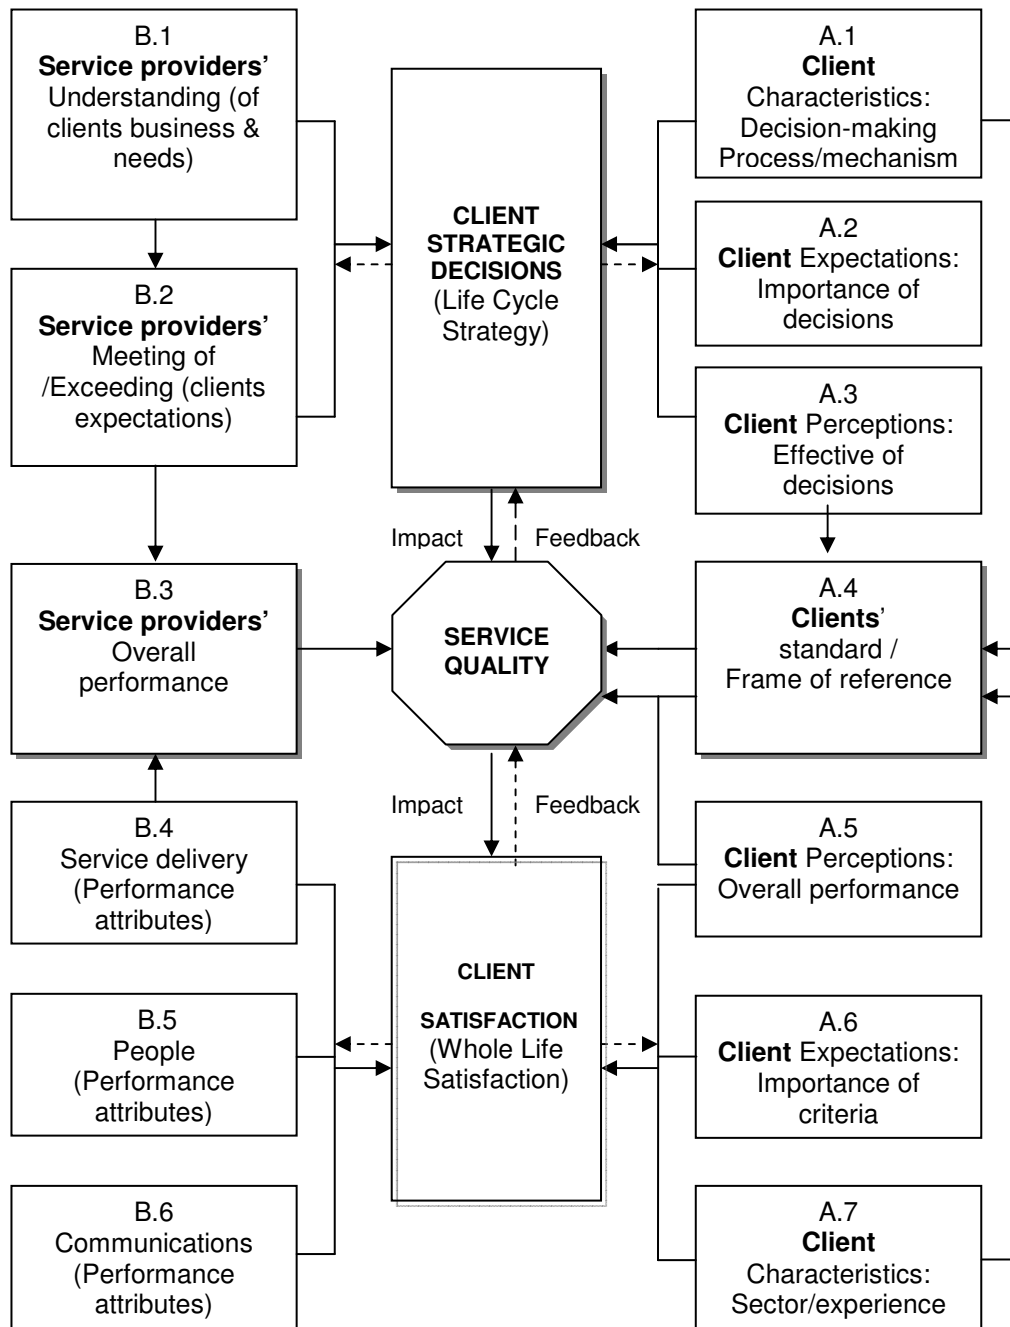 B.1
Service providers’
Understanding (of
clients business &
needs)
B.2
Service providers’
Meeting of
/Exceeding (clients
expectations)
B.3
Service providers’
Overall
performance
B.4
Service delivery
(Performance
attributes)
B.5
People
(Performance
attributes)
B.6
Communications
(Performance
attributes)
CLIENT
STRATEGIC
DECISIONS
(Life Cycle
Strategy)
Impact
Feedback
SERVICE
QUALITY
Impact
Feedback
CLIENT
SATISFACTION
(Whole Life
Satisfaction)
A.1
Client
Characteristics:
Decision-making
Process/mechanism
A.2
Client Expectations:
Importance of
decisions
A.3
Client Perceptions:
Effective of
decisions
A.4
Clients’
standard /
Frame of reference
A.5
Client Perceptions:
Overall performance
A.6
Client Expectations:
Importance of
criteria
A.7
Client
Characteristics:
Sector/experience